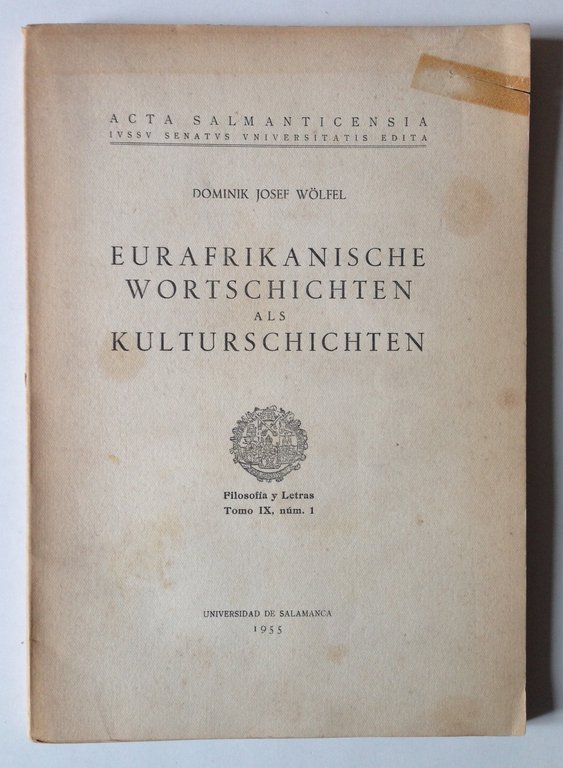 ACTA SALMANTICENSIA
IVSSV SENATVS VNIVERSITATIS EDITA
DOMINIK JOSEF WÖLFEL
EURAFRIKANISCHE
WORTSCHICHTEN
ALS
KULTURSCHICHTEN
Filosofía y Letras
Tomo IX, núm. 1
UNIVERSIDAD DE SALAMANCA
1955